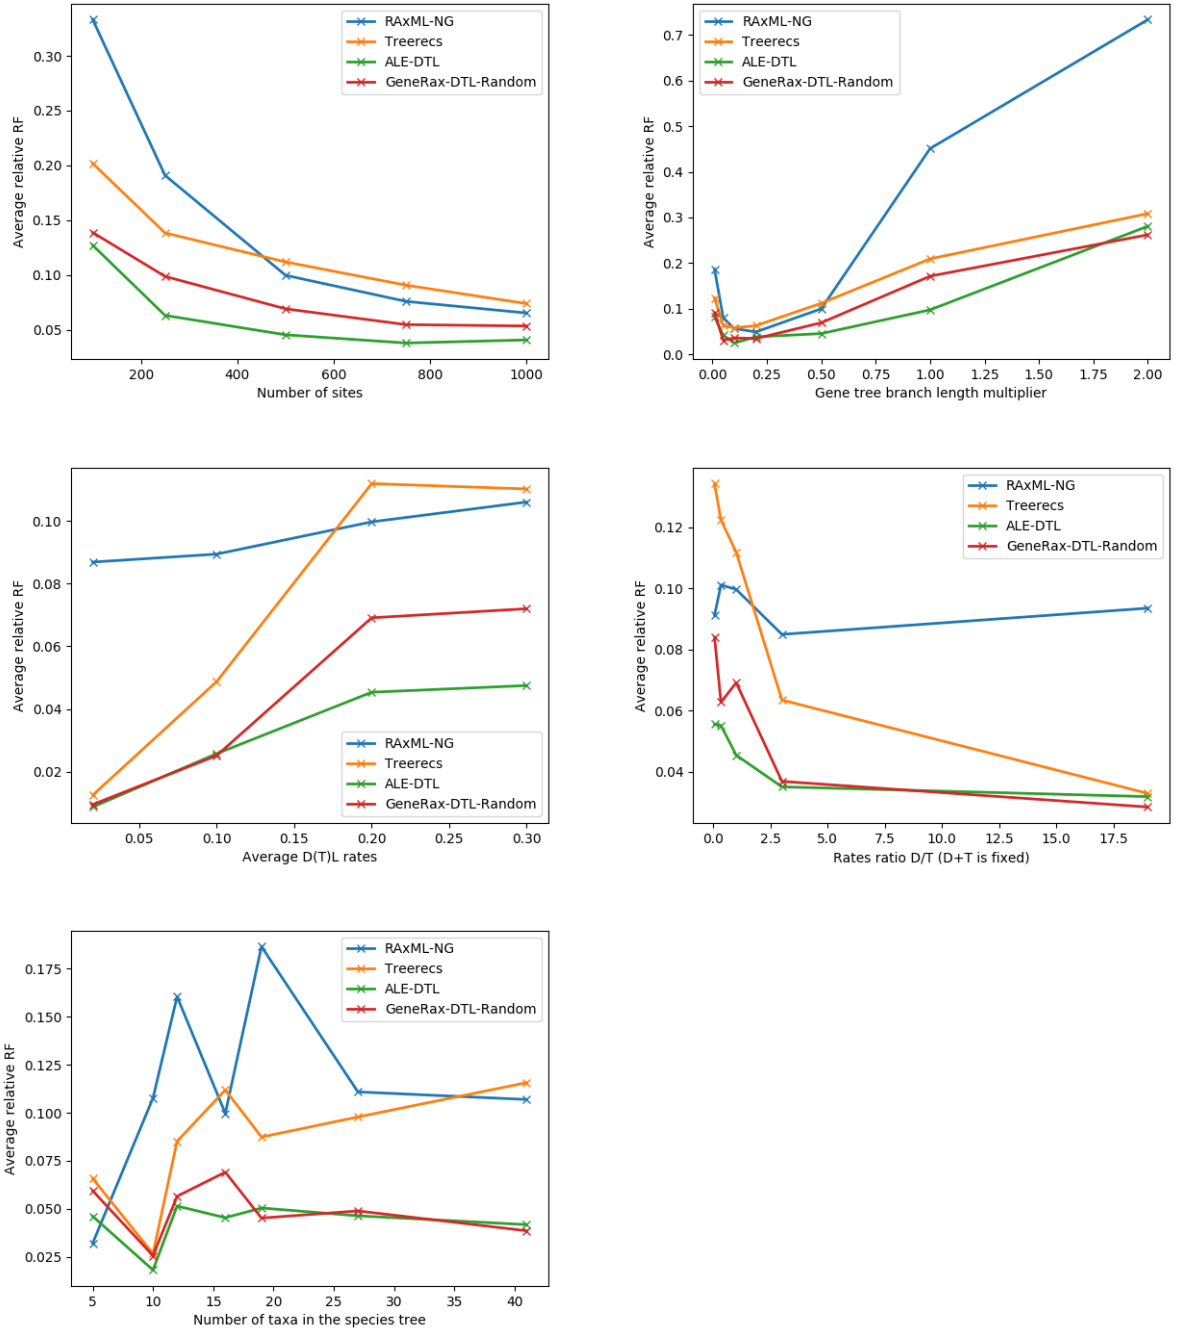 RAxML-NG
Treerecs
ALE-DTL
GeneRax-DTL-Random
Average relative RF
0.30
0.25
0.20
0.15
0.10
0.05
200 400 600 800 1000
Number of sites
RAxML-NG
Treerecs
ALE-DTL
GeneRax-DTL-Random
Average relative RF
0.7
0.6
0.5
0.4
0.3
0.2
0.1
0.0
0.00 0.25 0.50 0.75 1.00 1.25 1.50 1.75 2.00
Gene tree branch length multiplier
Average relative RF
0.10
0.08
0.06
0.04
0.02
RAxML-NG
Treerecs
ALE-DTL
GeneRax-DTL-Random
0.05 0.10 0.15 0.20 0.25 0.30
Average D(T)L rates
RAxML-NG
Treerecs
ALE-DTL
GeneRax-DTL-Random
Average relative RF
0.12
0.10
0.08
0.06
0.04
0.0 2.5 5.0 7.5 10.0 12.5 15.0 17.5
Rates ratio D/T (D+T is fixed)
RAxML-NG
Treerecs
ALE-DTL
GeneRax-DTL-Random
Average relative RF
0.175
0.150
0.125
0.100
0.075
0.050
0.025
5 10 15 20 25 30 35 40
Number of taxa in the species tree